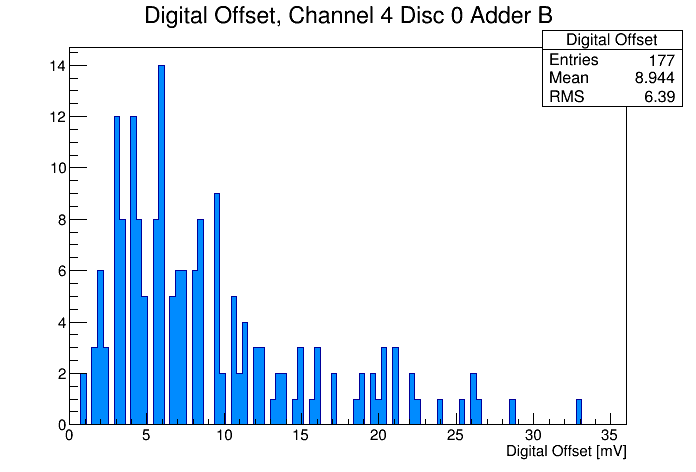 Digital Offset, Channel 4 Disc 0 Adder B
Digital Offset
Entries 177
Mean 8.944
RMS 6.39
14
12
10
8
6
4
2
0
0 5 10 15 20 25 30 35
Digital Offset [mV]